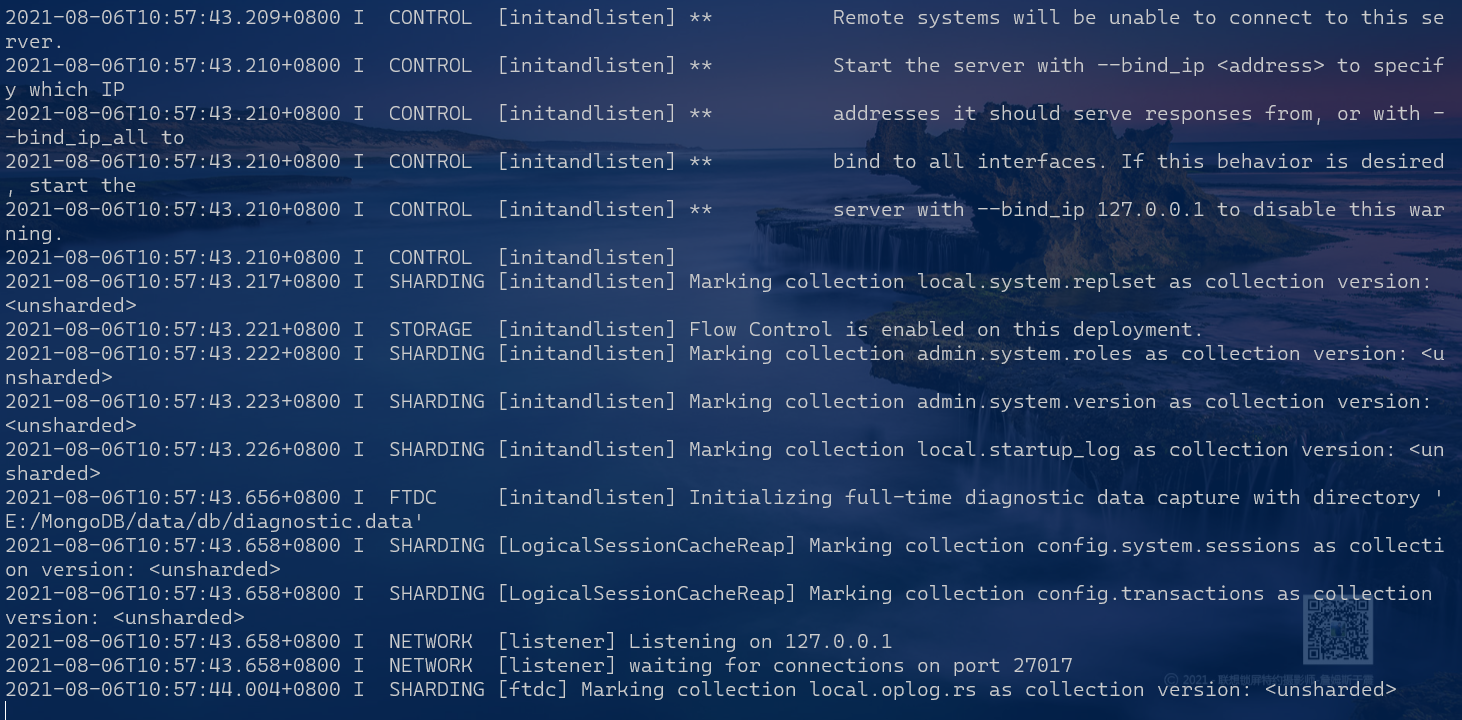 2021-08-06T10:57:43.209+0800 I  CONTROL  [initandlisten] **          Remote systems will be unable to connect to this se
rver.
2021-08-06T10:57:43.210+0800 I  CONTROL  [initandlisten] **          Start the server with --bind_ip <address> to specif
y which IP
2021-08-06T10:57:43.210+0800 I  CONTROL  [initandlisten] **          addresses it should serve responses from, or with -
-bind_ip_all to
2021-08-06T10:57:43.210+0800 I  CONTROL  [initandlisten] **          bind to all interfaces. If this behavior is desired
, start the
2021-08-06T10:57:43.210+0800 I  CONTROL  [initandlisten] **          server with --bind_ip 127.0.0.1 to disable this war
ning.
2021-08-06T10:57:43.210+0800 I  CONTROL  [initandlisten]
2021-08-06T10:57:43.217+0800 I  SHARDING [initandlisten] Marking collection local.system.replset as collection version:
<unsharded>
2021-08-06T10:57:43.221+0800 I  STORAGE  [initandlisten] Flow Control is enabled on this deployment.
2021-08-06T10:57:43.222+0800 I  SHARDING [initandlisten] Marking collection admin.system.roles as collection version: <u
nsharded>
2021-08-06T10:57:43.223+0800 I  SHARDING [initandlisten] Marking collection admin.system.version as collection version:
<unsharded>
2021-08-06T10:57:43.226+0800 I  SHARDING [initandlisten] Marking collection local.startup_log as collection version: <un
sharded>
2021-08-06T10:57:43.656+0800 I  FTDC     [initandlisten] Initializing full-time diagnostic data capture with directory '
E:/MongoDB/data/db/diagnostic.data'
2021-08-06T10:57:43.658+0800 I  SHARDING [LogicalSessionCacheReap] Marking collection config.system.sessions as collecti
on version: <unsharded>
2021-08-06T10:57:43.658+0800 I  SHARDING [LogicalSessionCacheReap] Marking collection config.transactions as collection
version: <unsharded>
2021-08-06T10:57:43.658+0800 I  NETWORK  [listener] Listening on 127.0.0.1
2021-08-06T10:57:43.658+0800 I  NETWORK  [listener] waiting for connections on port 27017
2021-08-06T10:57:44.004+0800 I  SHARDING [ftdc] Marking collection local.oplog.rs as collection version: <unsharded>
© 2021